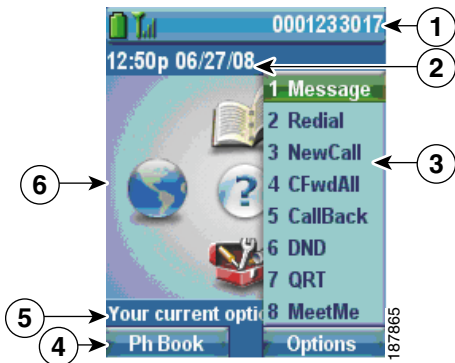 0001233017
1
12:50p 06/27/08
2
1 Message
2 Redial
3 NewCall
3
4 CFwdAll
6
?
5 CallBack
6 DND
7 QRT
5
Your current optio
8 MeetMe
4
Ph Book
Options
187865